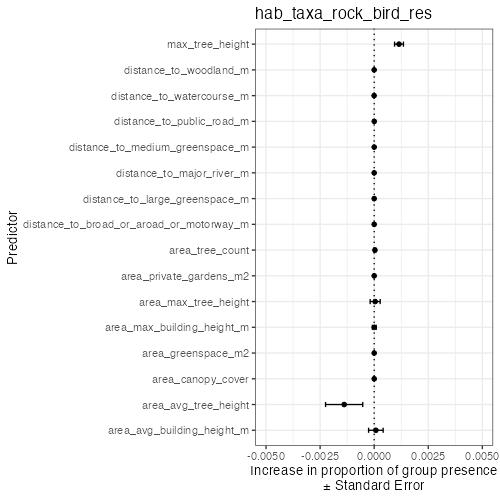 hab_taxa_rock_bird_res
max_tree_height
distance_to_woodland_m
distance_to_watercourse_m
distance_to_public_road_m
distance_to_medium_greenspace_m
distance_to_major_river_m
distance_to_large_greenspace_m
distance_to_broad_or_aroad_or_motorway_m
area_tree_count
area_private_gardens_m2
area_max_tree_height
area_max_building_height_m
area_greenspace_m2
area_canopy_cover
area_avg_tree_height
area_avg_building_height_m
Predictor
-0.0050 -0.0025 0.0000 0.0025 0.0050
Increase in proportion of group presence
± Standard Error